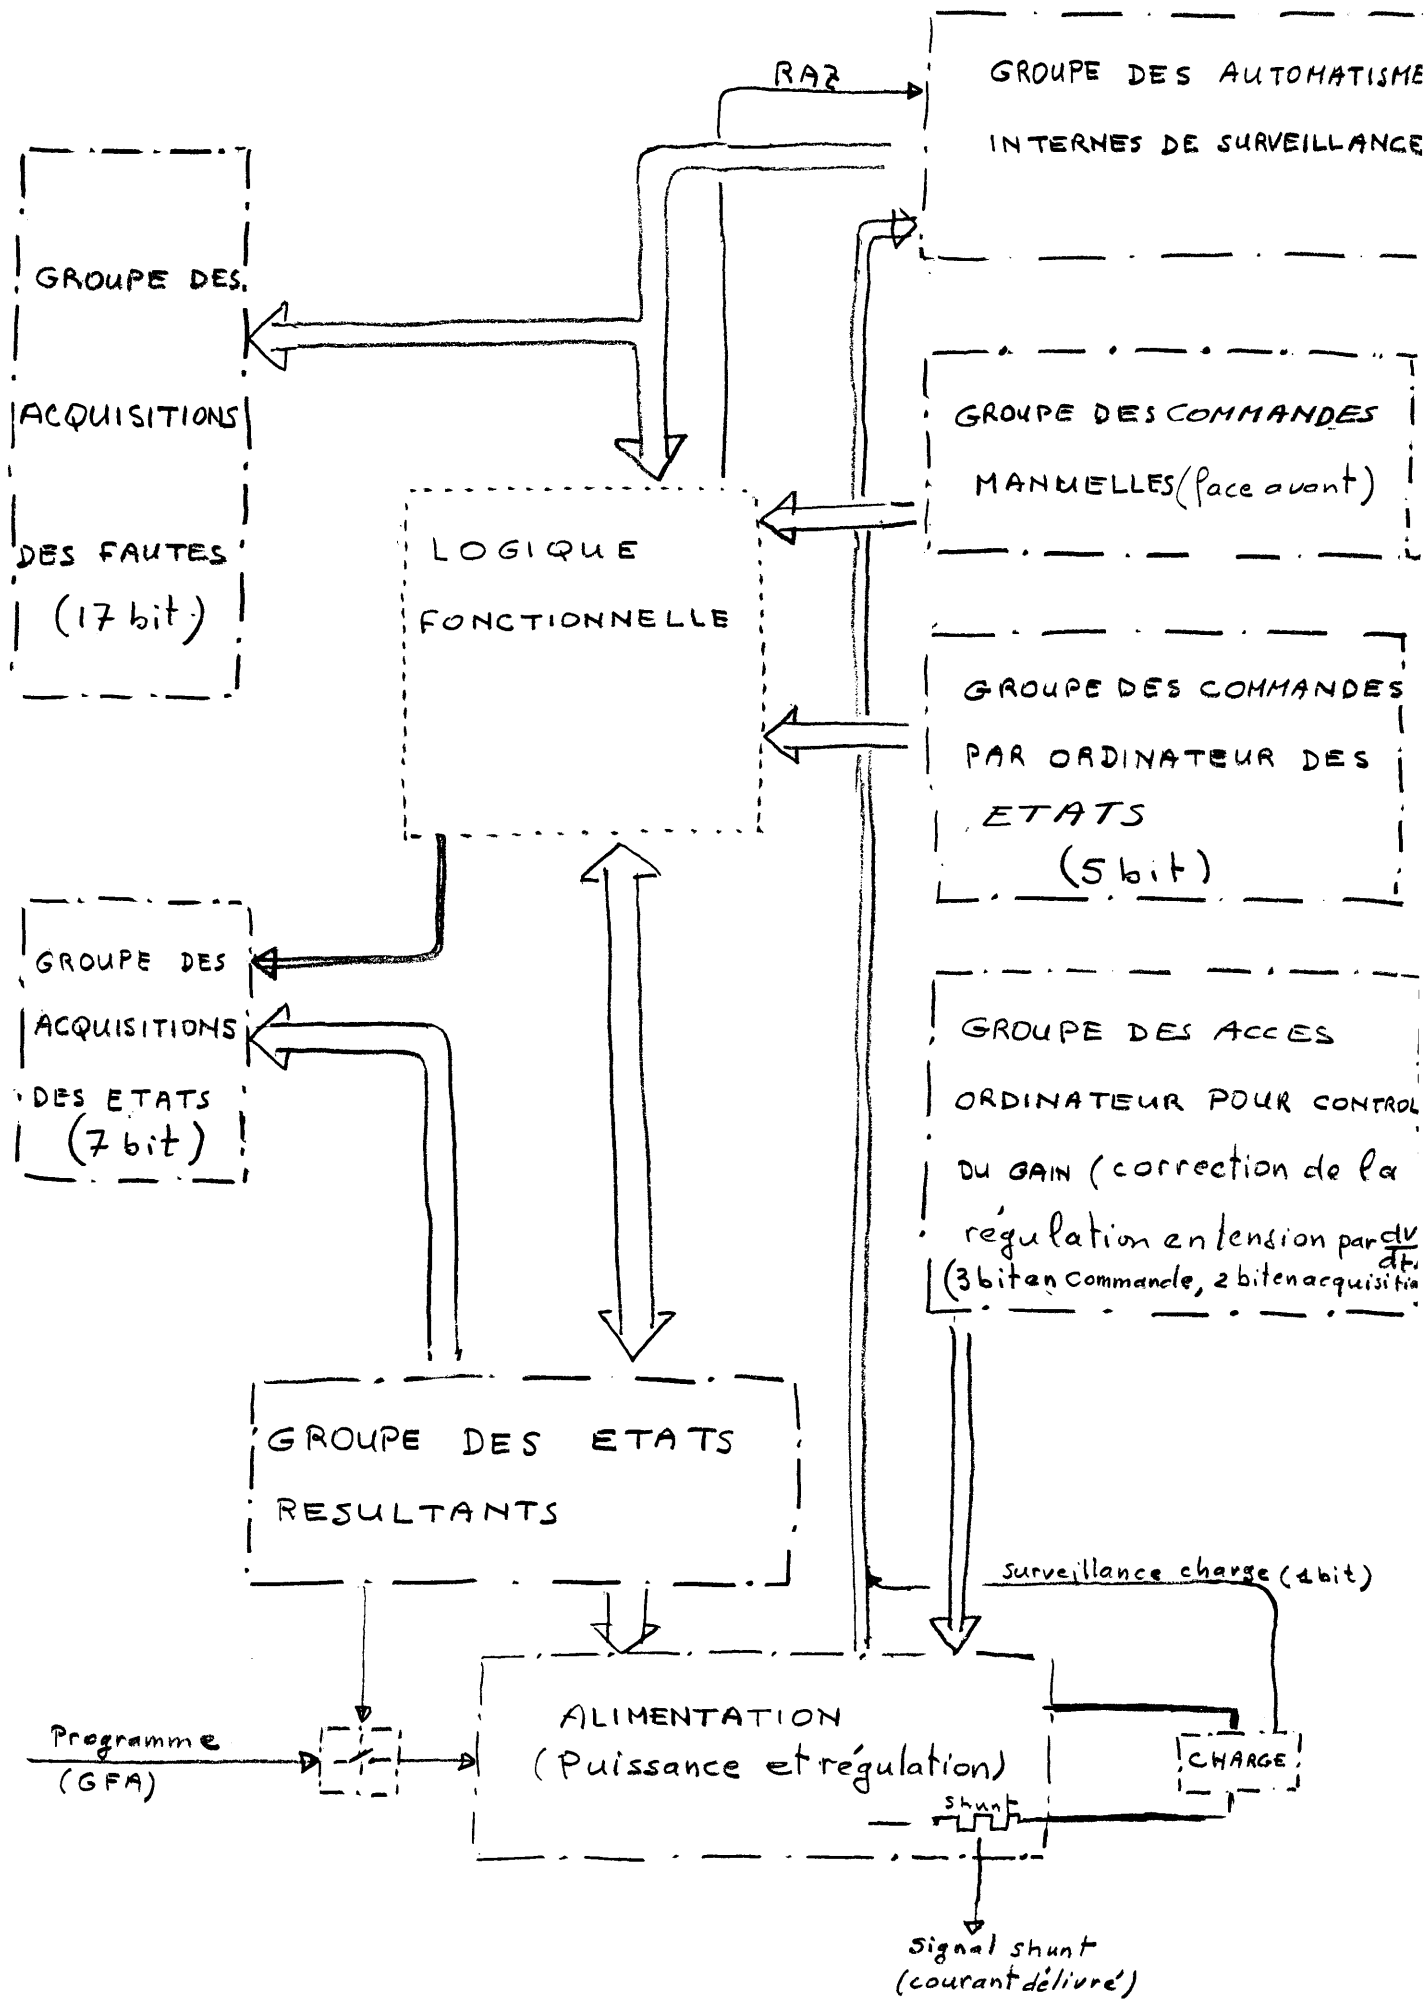 RAZ
GROUPE DES AUTOMATISME
INTERNES DE SURVEILLANCE
GROUPE DES
ACQUISITIONS
DES FAUTES
(17 bit)
GROUPE DES COMMANDES
MANUELLES (face avant)
LOGIQUE
FONCTIONNELLE
GROUPE DES COMMANDES
PAR ORDINATEUR DES
ETATS
(5 bit)
GROUPE DES
ACQUISITIONS
DES ETATS
(7 bit)
GROUPE DES ACCES
ORDINATEUR POUR CONTROL
DU GAIN (correction de la
régulation en tension par dV/dt
(3 bit en commande, 2 bit en acquisitio
GROUPE DES ETATS
RESULTANTS
Surveillance charge (1 bit)
Programme
(GFA)
ALIMENTATION
(Puissance et régulation)
shunt
CHARGE
Signal shunt
(courant délivré)